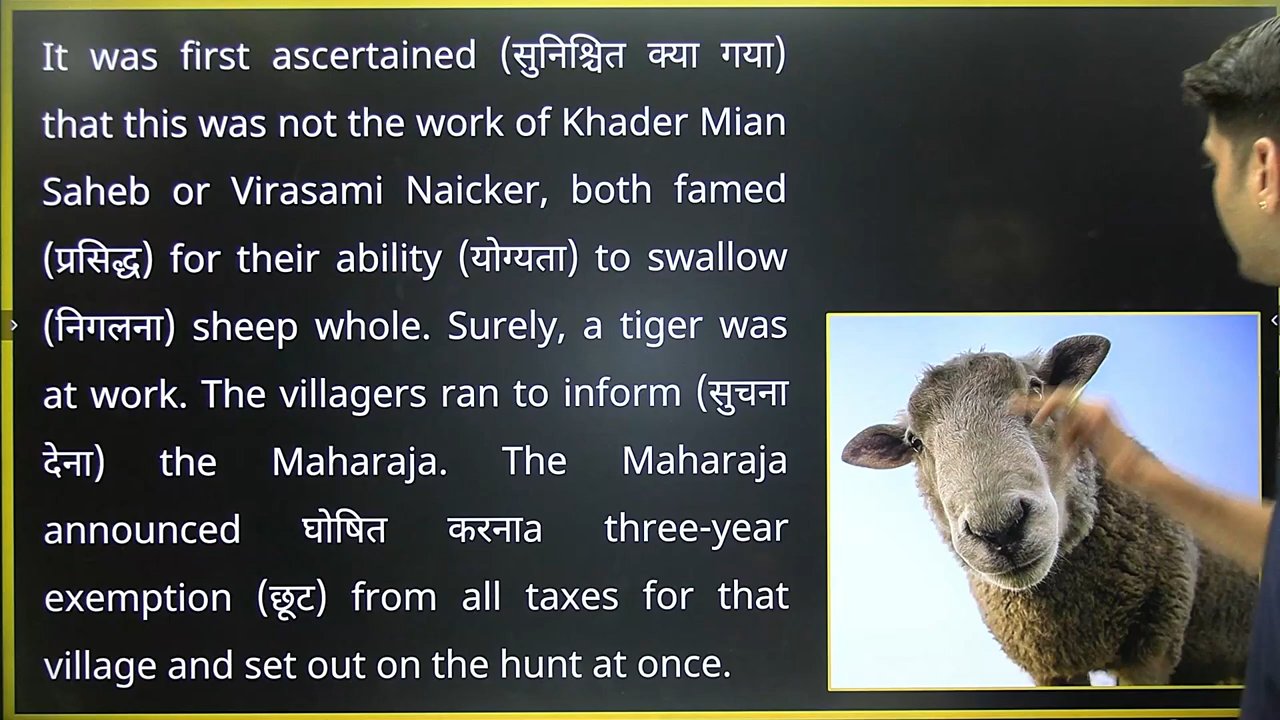 It was first ascertained (सुनिश्चित क्या गया)
that this was not the work of Khader Mian
Saheb or Virasami Naicker, both famed
(प्रसिद्ध) for their ability (योग्यता) to swallow
(निगलना) sheep whole. Surely, a tiger was
at work. The villagers ran to inform (सुचना
देना) the Maharaja. The Maharaja
announced घोषित करनाa three-year
exemption (छूट) from all taxes for that
village and set out on the hunt at once.